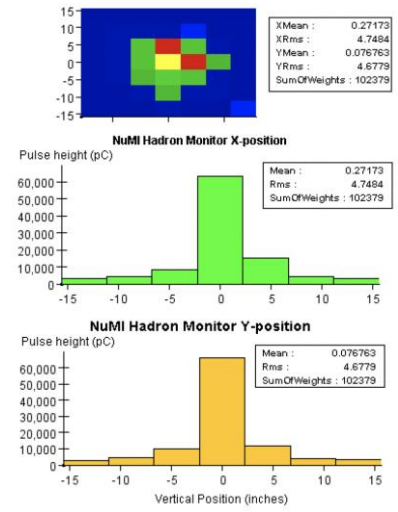 15
10
5
0
-5
-10
-15
XMean : 0.27173
XRms : 4.7484
YMean : 0.076763
YRms : 4.6779
SumOfWeights : 102379
NuMI Hadron Monitor X-position
Pulse height (pC)
Mean : 0.27173
Rms : 4.7484
SumOfWeights : 102379
60,000
50,000
40,000
30,000
20,000
10,000
0
-15 -10 -5 0 5 10 15
NuMI Hadron Monitor Y-position
Pulse height (pC)
Mean : 0.076763
Rms : 4.6779
SumOfWeights : 102379
60,000
50,000
40,000
30,000
20,000
10,000
0
-15 -10 -5 0 5 10 15
Vertical Position (inches)